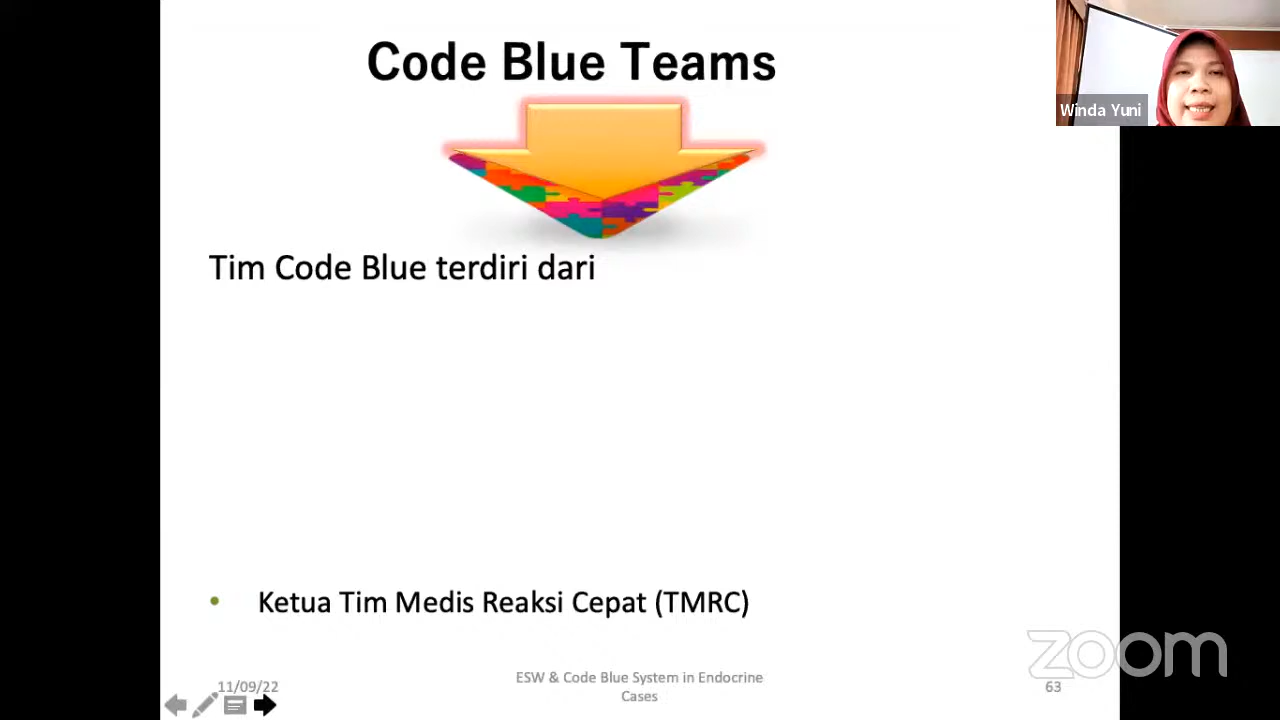 Code Blue Teams
Winda Yuni
Tim Code Blue terdiri dari
• Ketua Tim Medis Reaksi Cepat (TMRC)
zoom
11/09/22
ESW & Code Blue System in Endocrine
Cases
63